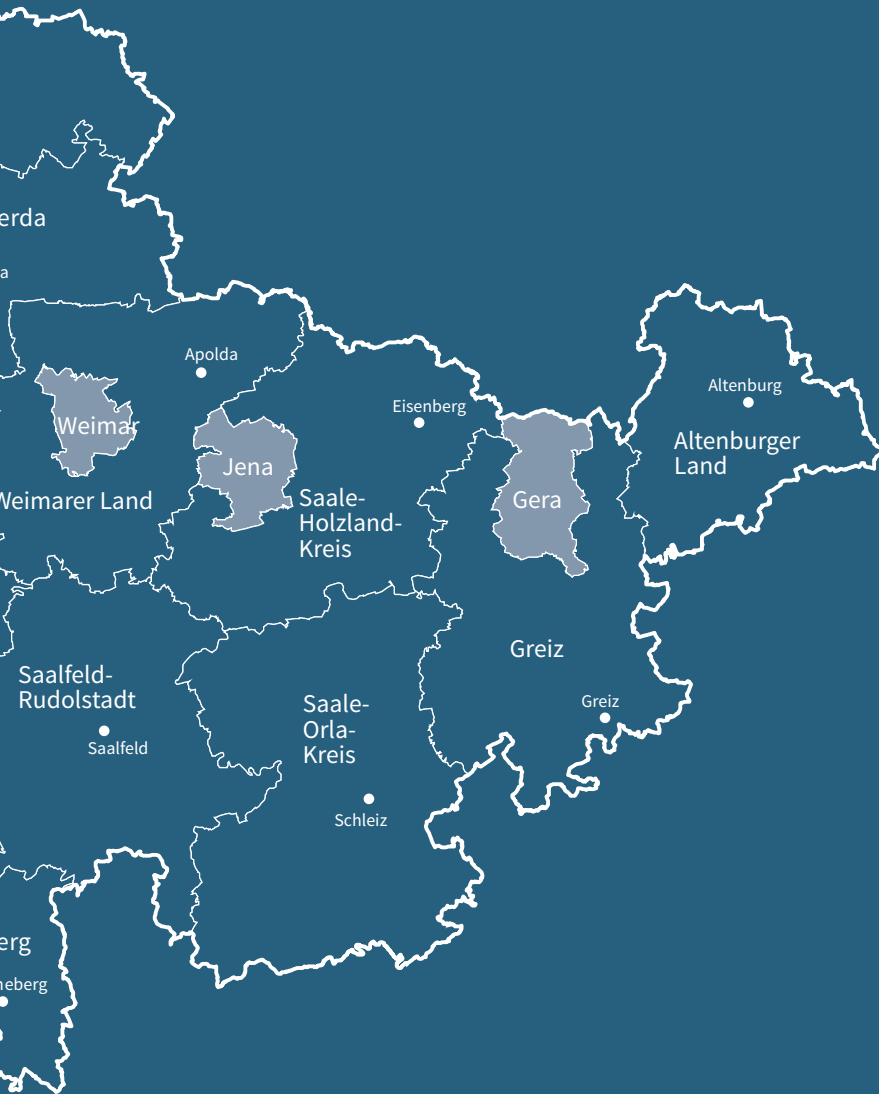 erda
a
Apolda
Altenburg
Eisenberg
Weimar
Altenburger
Land
Jena
Weimarer Land
Saale-
Holzland-
Kreis
Gera
Greiz
Saalfeld-
Rudolstadt
Saale-
Orla-
Kreis
Greiz
Saalfeld
Schleiz
erg
neberg